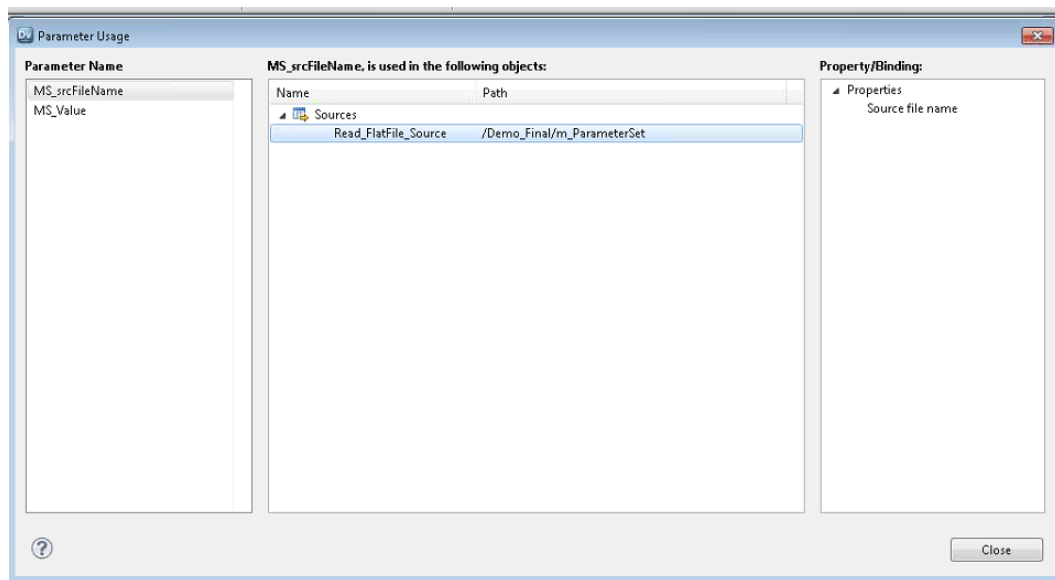 Dv Parameter Usage
Parameter Name
MS_srcFileName
MS_Value
MS_srcFileName, is used in the following objects:
Name Path
Sources
Read_FlatFile_Source /Demo_Final/m_ParameterSet
Property/Binding:
Properties
Source file name
?
Close